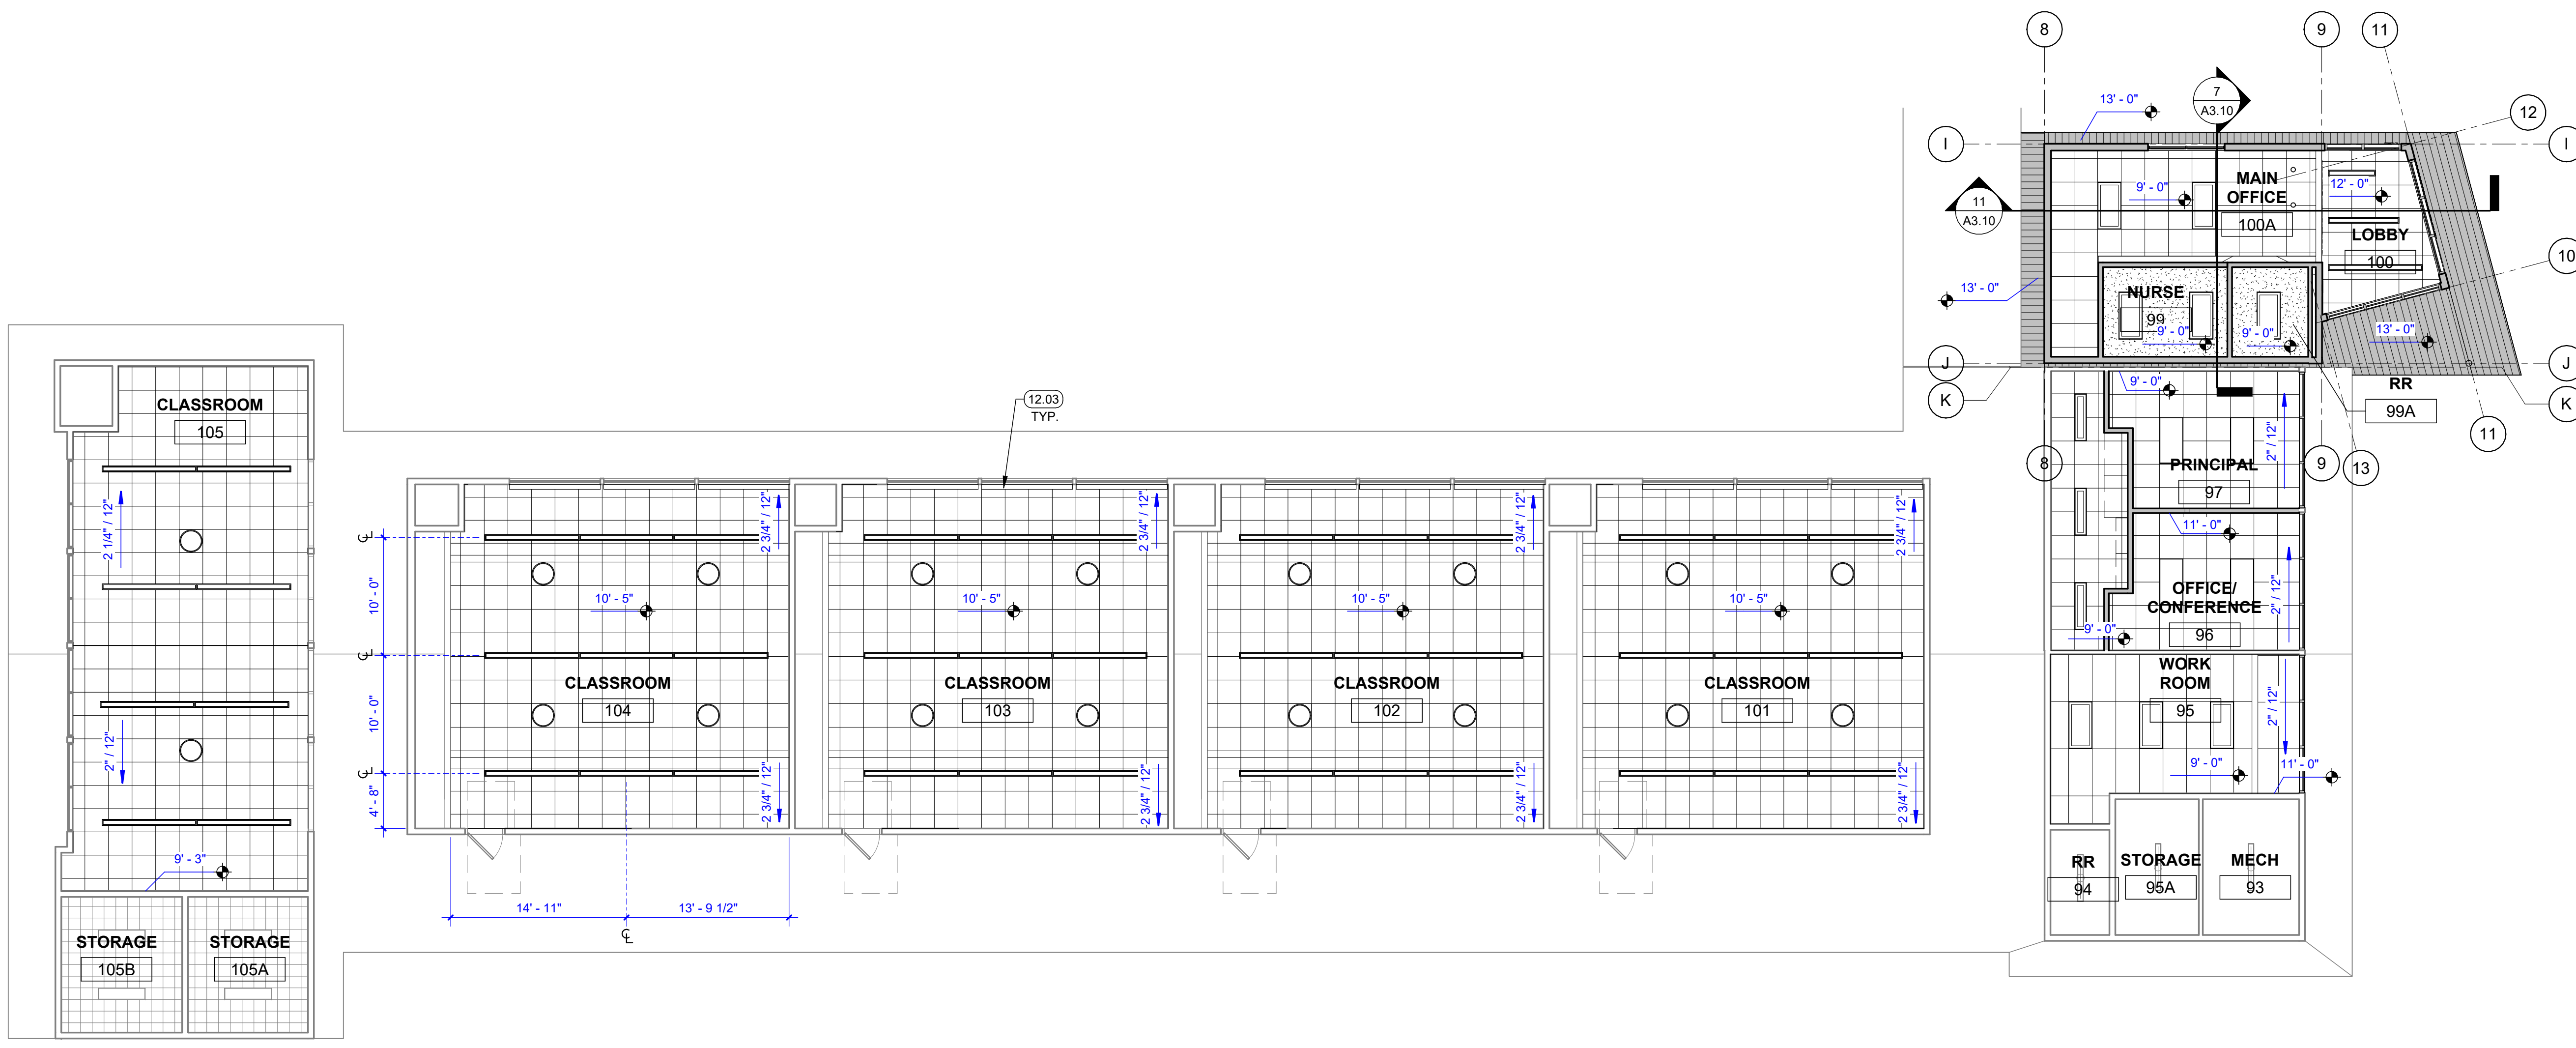 8
9
11
7
A3.10
13' - 0"
12
I
I
MAIN
OFFICE
100A
9' - 0"
12' - 0"
11
A3.10
LOBBY
100
10
13' - 0"
NURSE
99
9' - 0"
9' - 0"
13' - 0"
J
J
RR
99A
K
K
11
9' - 0"
2" / 12"
8
9
13
PRINCIPAL
97
11' - 0"
OFFICE/
CONFERENCE
96
2" / 12"
9' - 0"
WORK
ROOM
95
2" / 12"
9' - 0"
11' - 0"
RR
94
STORAGE
95A
MECH
93
12.03
TYP.
CLASSROOM
105
2 1/4" / 12"
2" / 12"
9' - 3"
STORAGE
105B
STORAGE
105A
CL
10' - 0"
CL
10' - 0"
CL
4' - 8"
2 3/4" / 12"
2 3/4" / 12"
2 3/4" / 12"
2 3/4" / 12"
10' - 5"
10' - 5"
10' - 5"
10' - 5"
CLASSROOM
104
CLASSROOM
103
CLASSROOM
102
CLASSROOM
101
2 3/4" / 12"
2 3/4" / 12"
2 3/4" / 12"
2 3/4" / 12"
14' - 11"
13' - 9 1/2"
CL